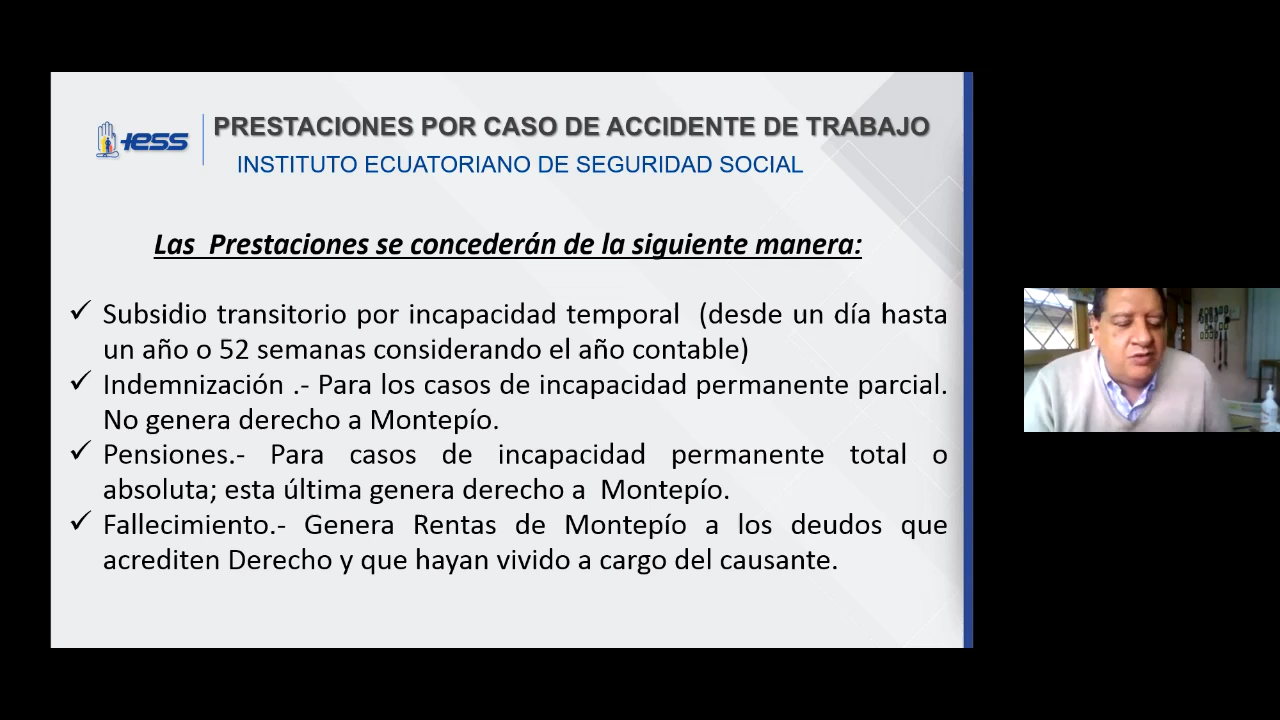 IESS
PRESTACIONES POR CASO DE ACCIDENTE DE TRABAJO
INSTITUTO ECUATORIANO DE SEGURIDAD SOCIAL
Las  Prestaciones se concederán de la siguiente manera:
✓ Subsidio transitorio por incapacidad temporal  (desde un día hasta
un año o 52 semanas considerando el año contable)
✓ Indemnización .- Para los casos de incapacidad permanente parcial.
No genera derecho a Montepío.
✓ Pensiones.- Para casos de incapacidad permanente total o
absoluta; esta última genera derecho a  Montepío.
✓ Fallecimiento.- Genera Rentas de Montepío a los deudos que
acrediten Derecho y que hayan vivido a cargo del causante.